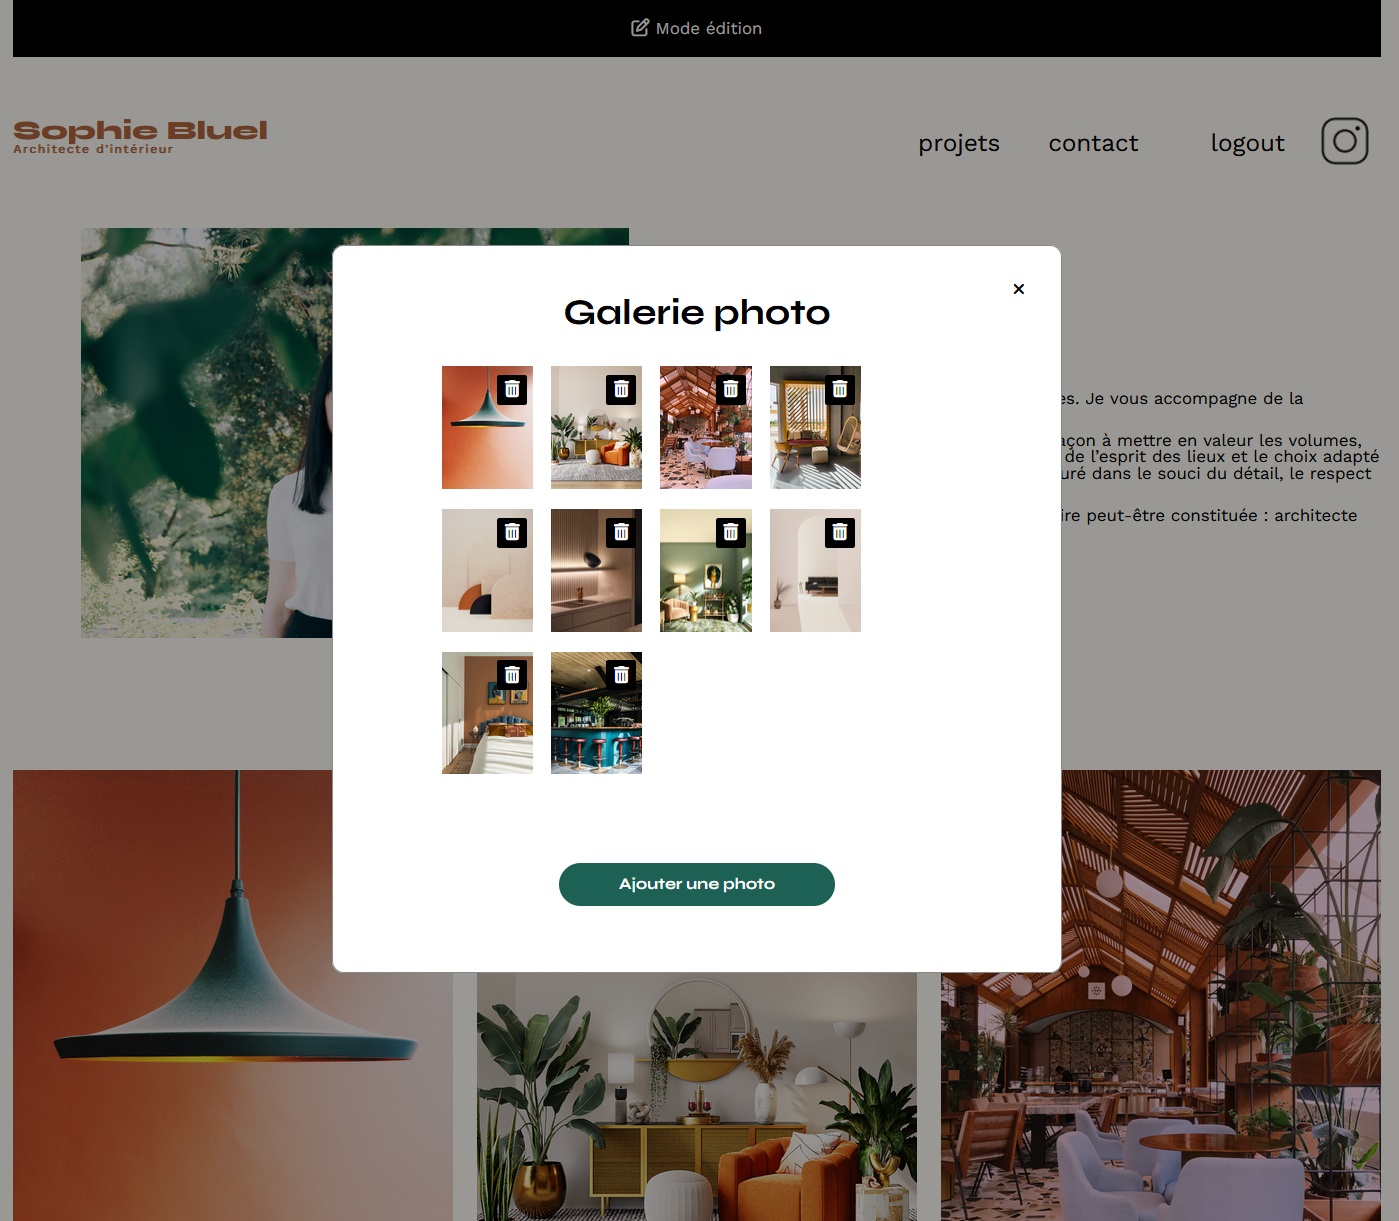 Mode édition
Sophie Bluel
Architecte d'intérieur
projets
contact
logout
Galerie photo
es. Je vous accompagne de la
açon à mettre en valeur les volumes,
de l'esprit des lieux et le choix adapté
uré dans le souci du détail, le respect
ire peut-être constituée : architecte
Ajouter une photo